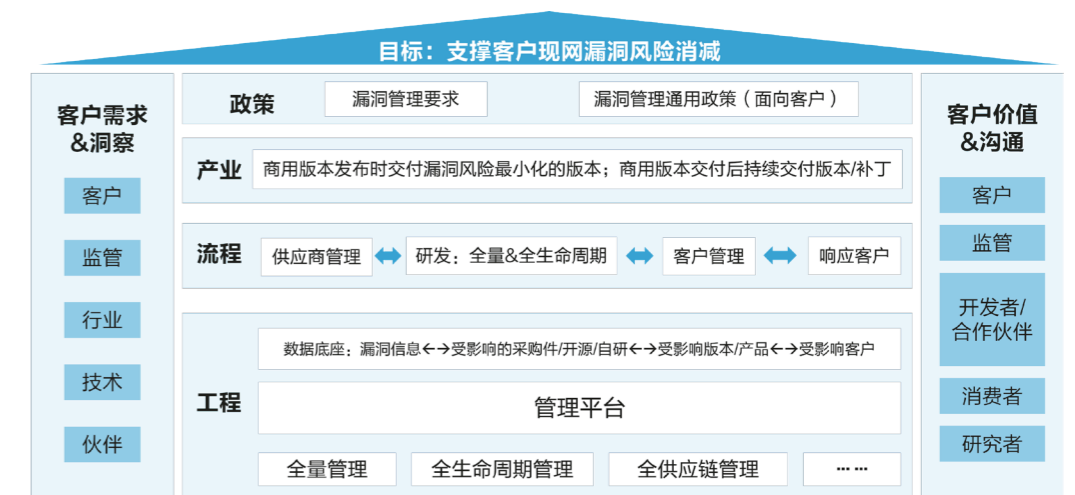 目标：支撑客户现网漏洞风险消减
客户需求
&洞察
客户
监管
行业
技术
伙伴
政策
漏洞管理要求
漏洞管理通用政策（面向客户）
产业
商用版本发布时交付漏洞风险最小化的版本；商用版本交付后持续交付版本/补丁
流程
供应商管理
研发：全量&全生命周期
客户管理
响应客户
工程
数据底座：漏洞信息←→受影响的采购件/开源/自研←→受影响版本/产品←→受影响客户
管理平台
全量管理
全生命周期管理
全供应链管理
……
客户价值
&沟通
客户
监管
开发者/
合作伙伴
消费者
研究者